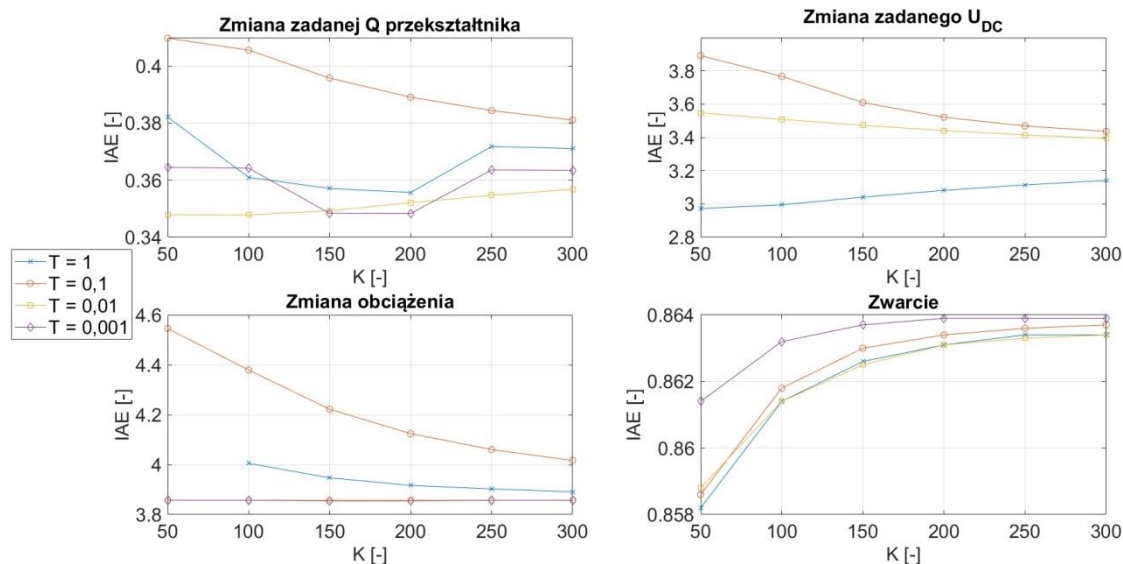 Zmiana zadanej Q przekształtnika
0.4
0.38
0.36
0.34
IAE [-]
50 100 150 200 250 300
K [-]
Zmiana zadanego U_DC
3.8
3.6
3.4
3.2
3
2.8
IAE [-]
50 100 150 200 250 300
K [-]
T = 1
T = 0,1
T = 0,01
T = 0,001
Zmiana obciążenia
4.6
4.4
4.2
4
3.8
IAE [-]
50 100 150 200 250 300
K [-]
Zwarcie
0.864
0.862
0.86
0.858
IAE [-]
50 100 150 200 250 300
K [-]